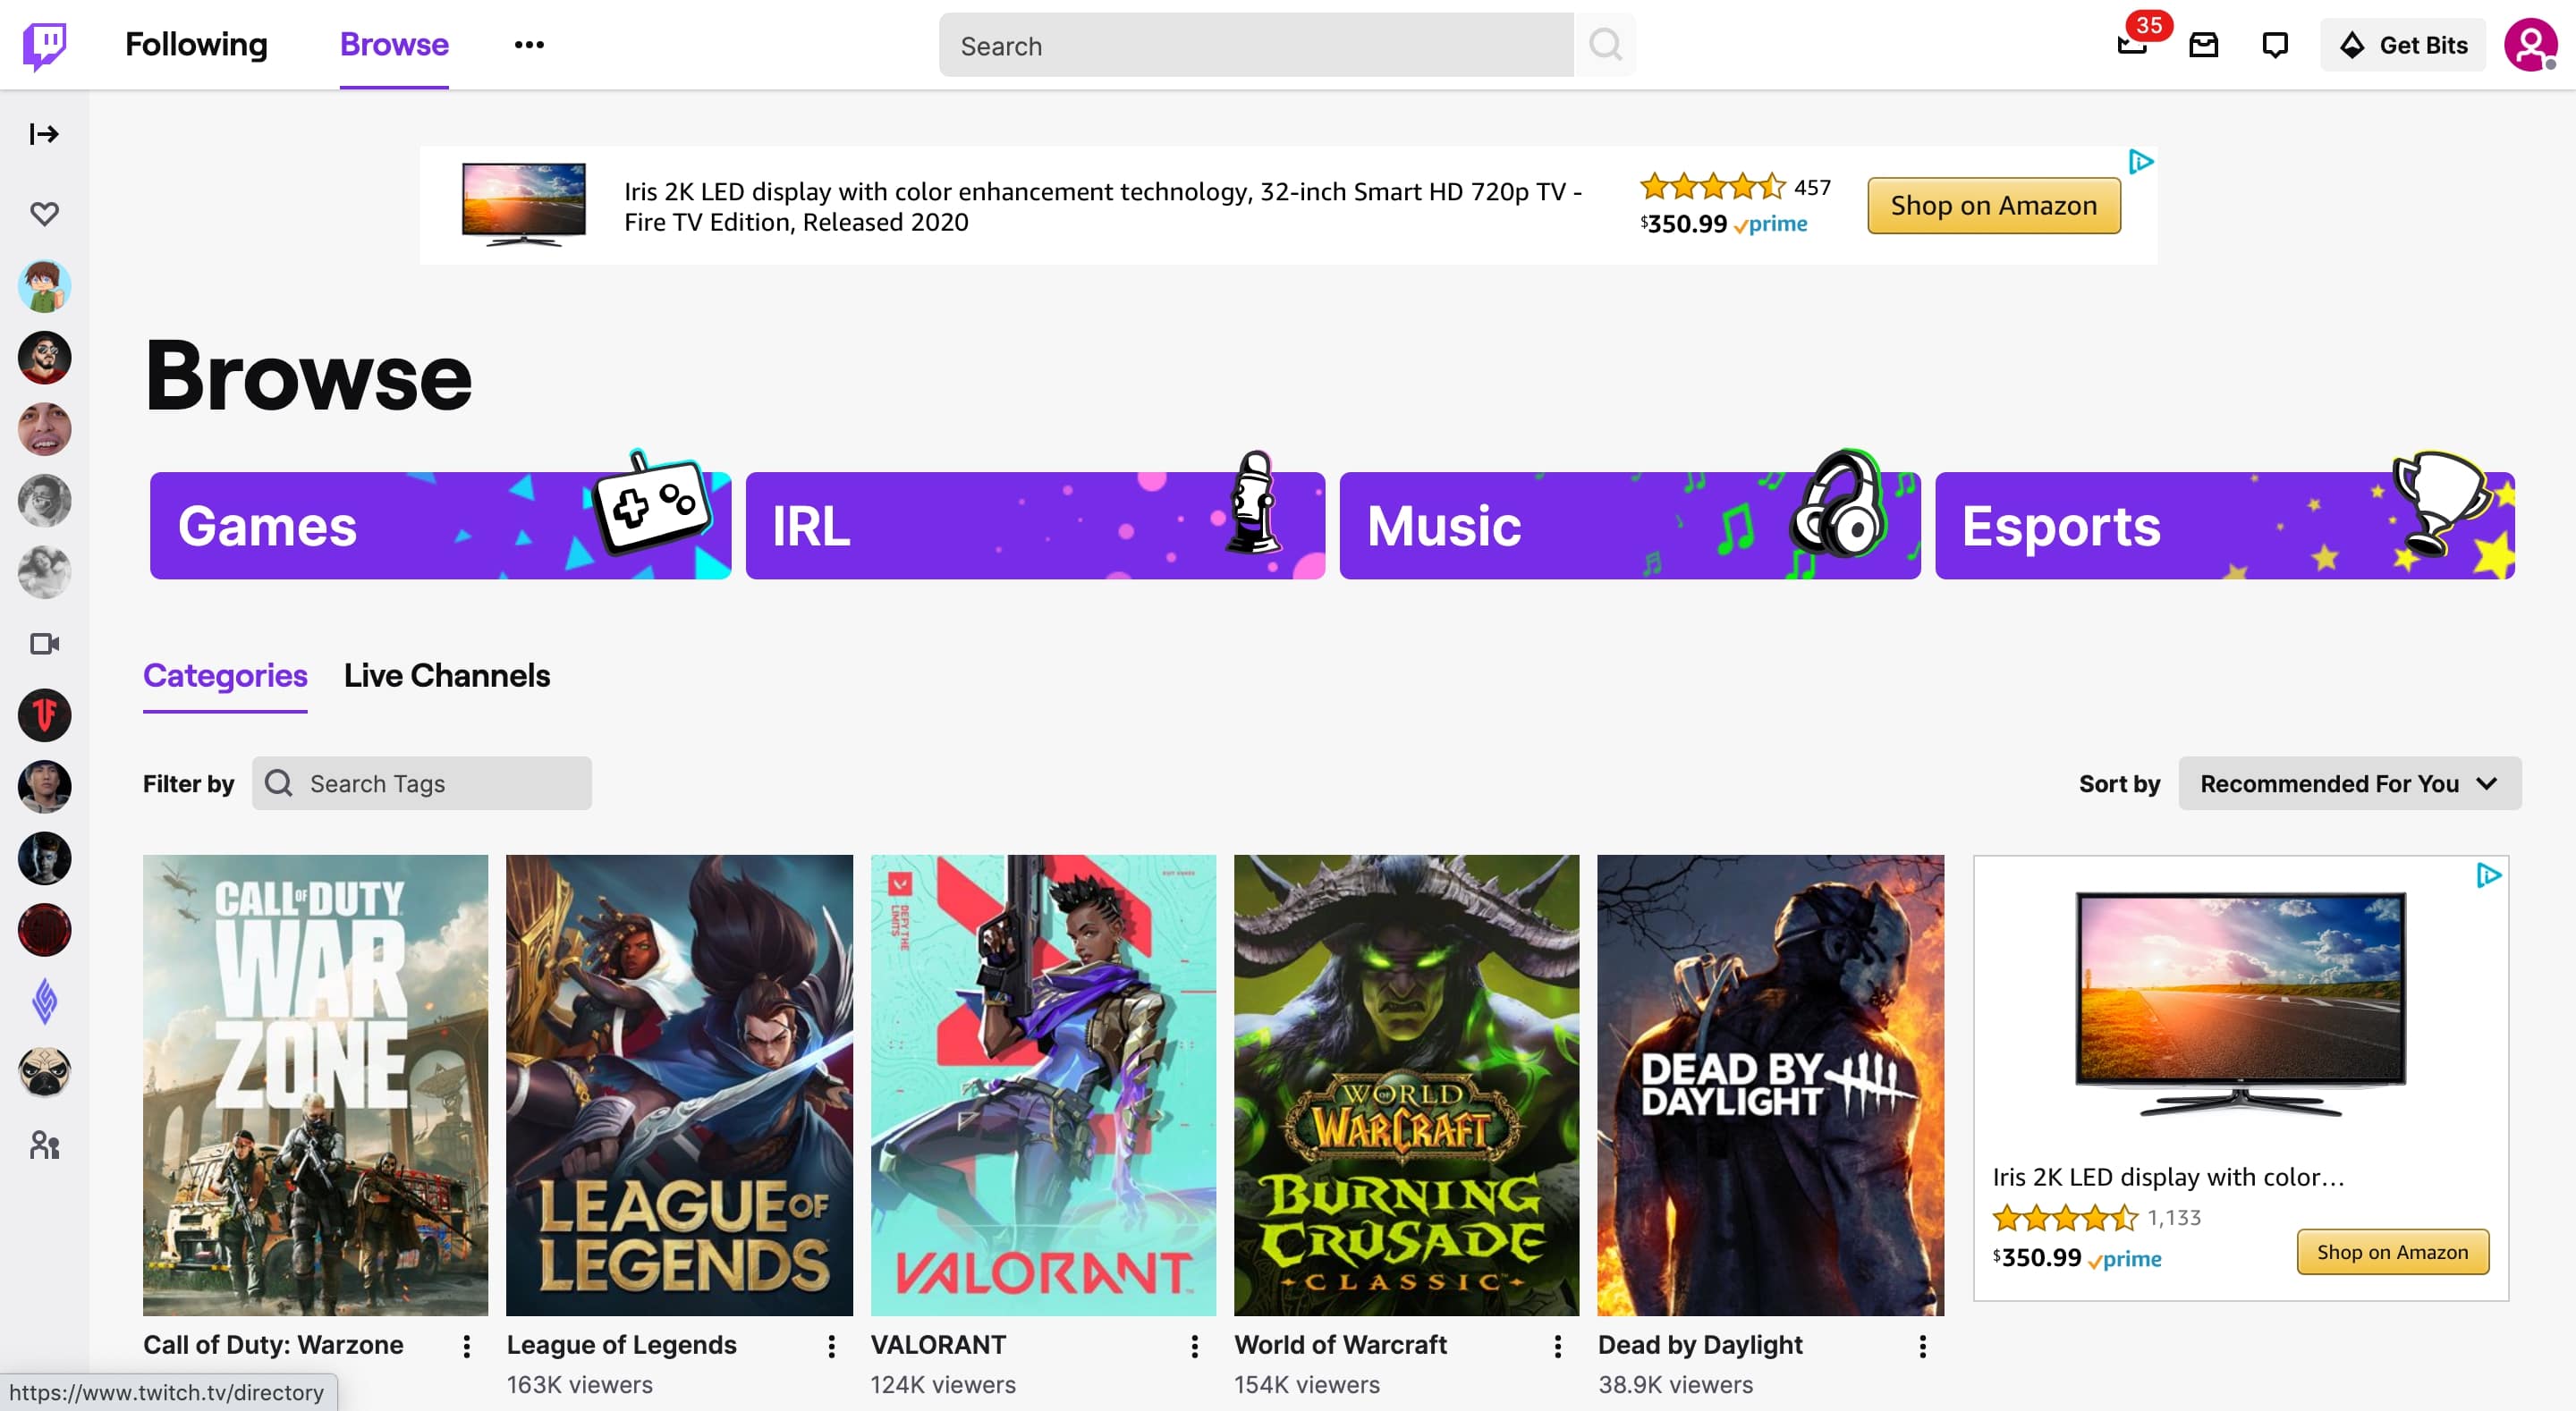 Following
Browse
Search
35
Get Bits
Iris 2K LED display with color enhancement technology, 32-inch Smart HD 720p TV -
Fire TV Edition, Released 2020
457
$350.99 prime
Shop on Amazon
Browse
Games
IRL
Music
Esports
Categories
Live Channels
Filter by
Search Tags
Sort by
Recommended For You
CALL OF DUTY
WAR
ZONE
LEAGUE OF
LEGENDS
DEFY THE
LIMITS
RIOT GAMES
VALORANT
WORLD
OF
WARCRAFT
BURNING
CRUSADE
CLASSIC
DEAD BY
DAYLIGHT
Iris 2K LED display with color...
1,133
$350.99 prime
Shop on Amazon
Call of Duty: Warzone
League of Legends
163K viewers
VALORANT
124K viewers
World of Warcraft
154K viewers
Dead by Daylight
38.9K viewers
https://www.twitch.tv/directory